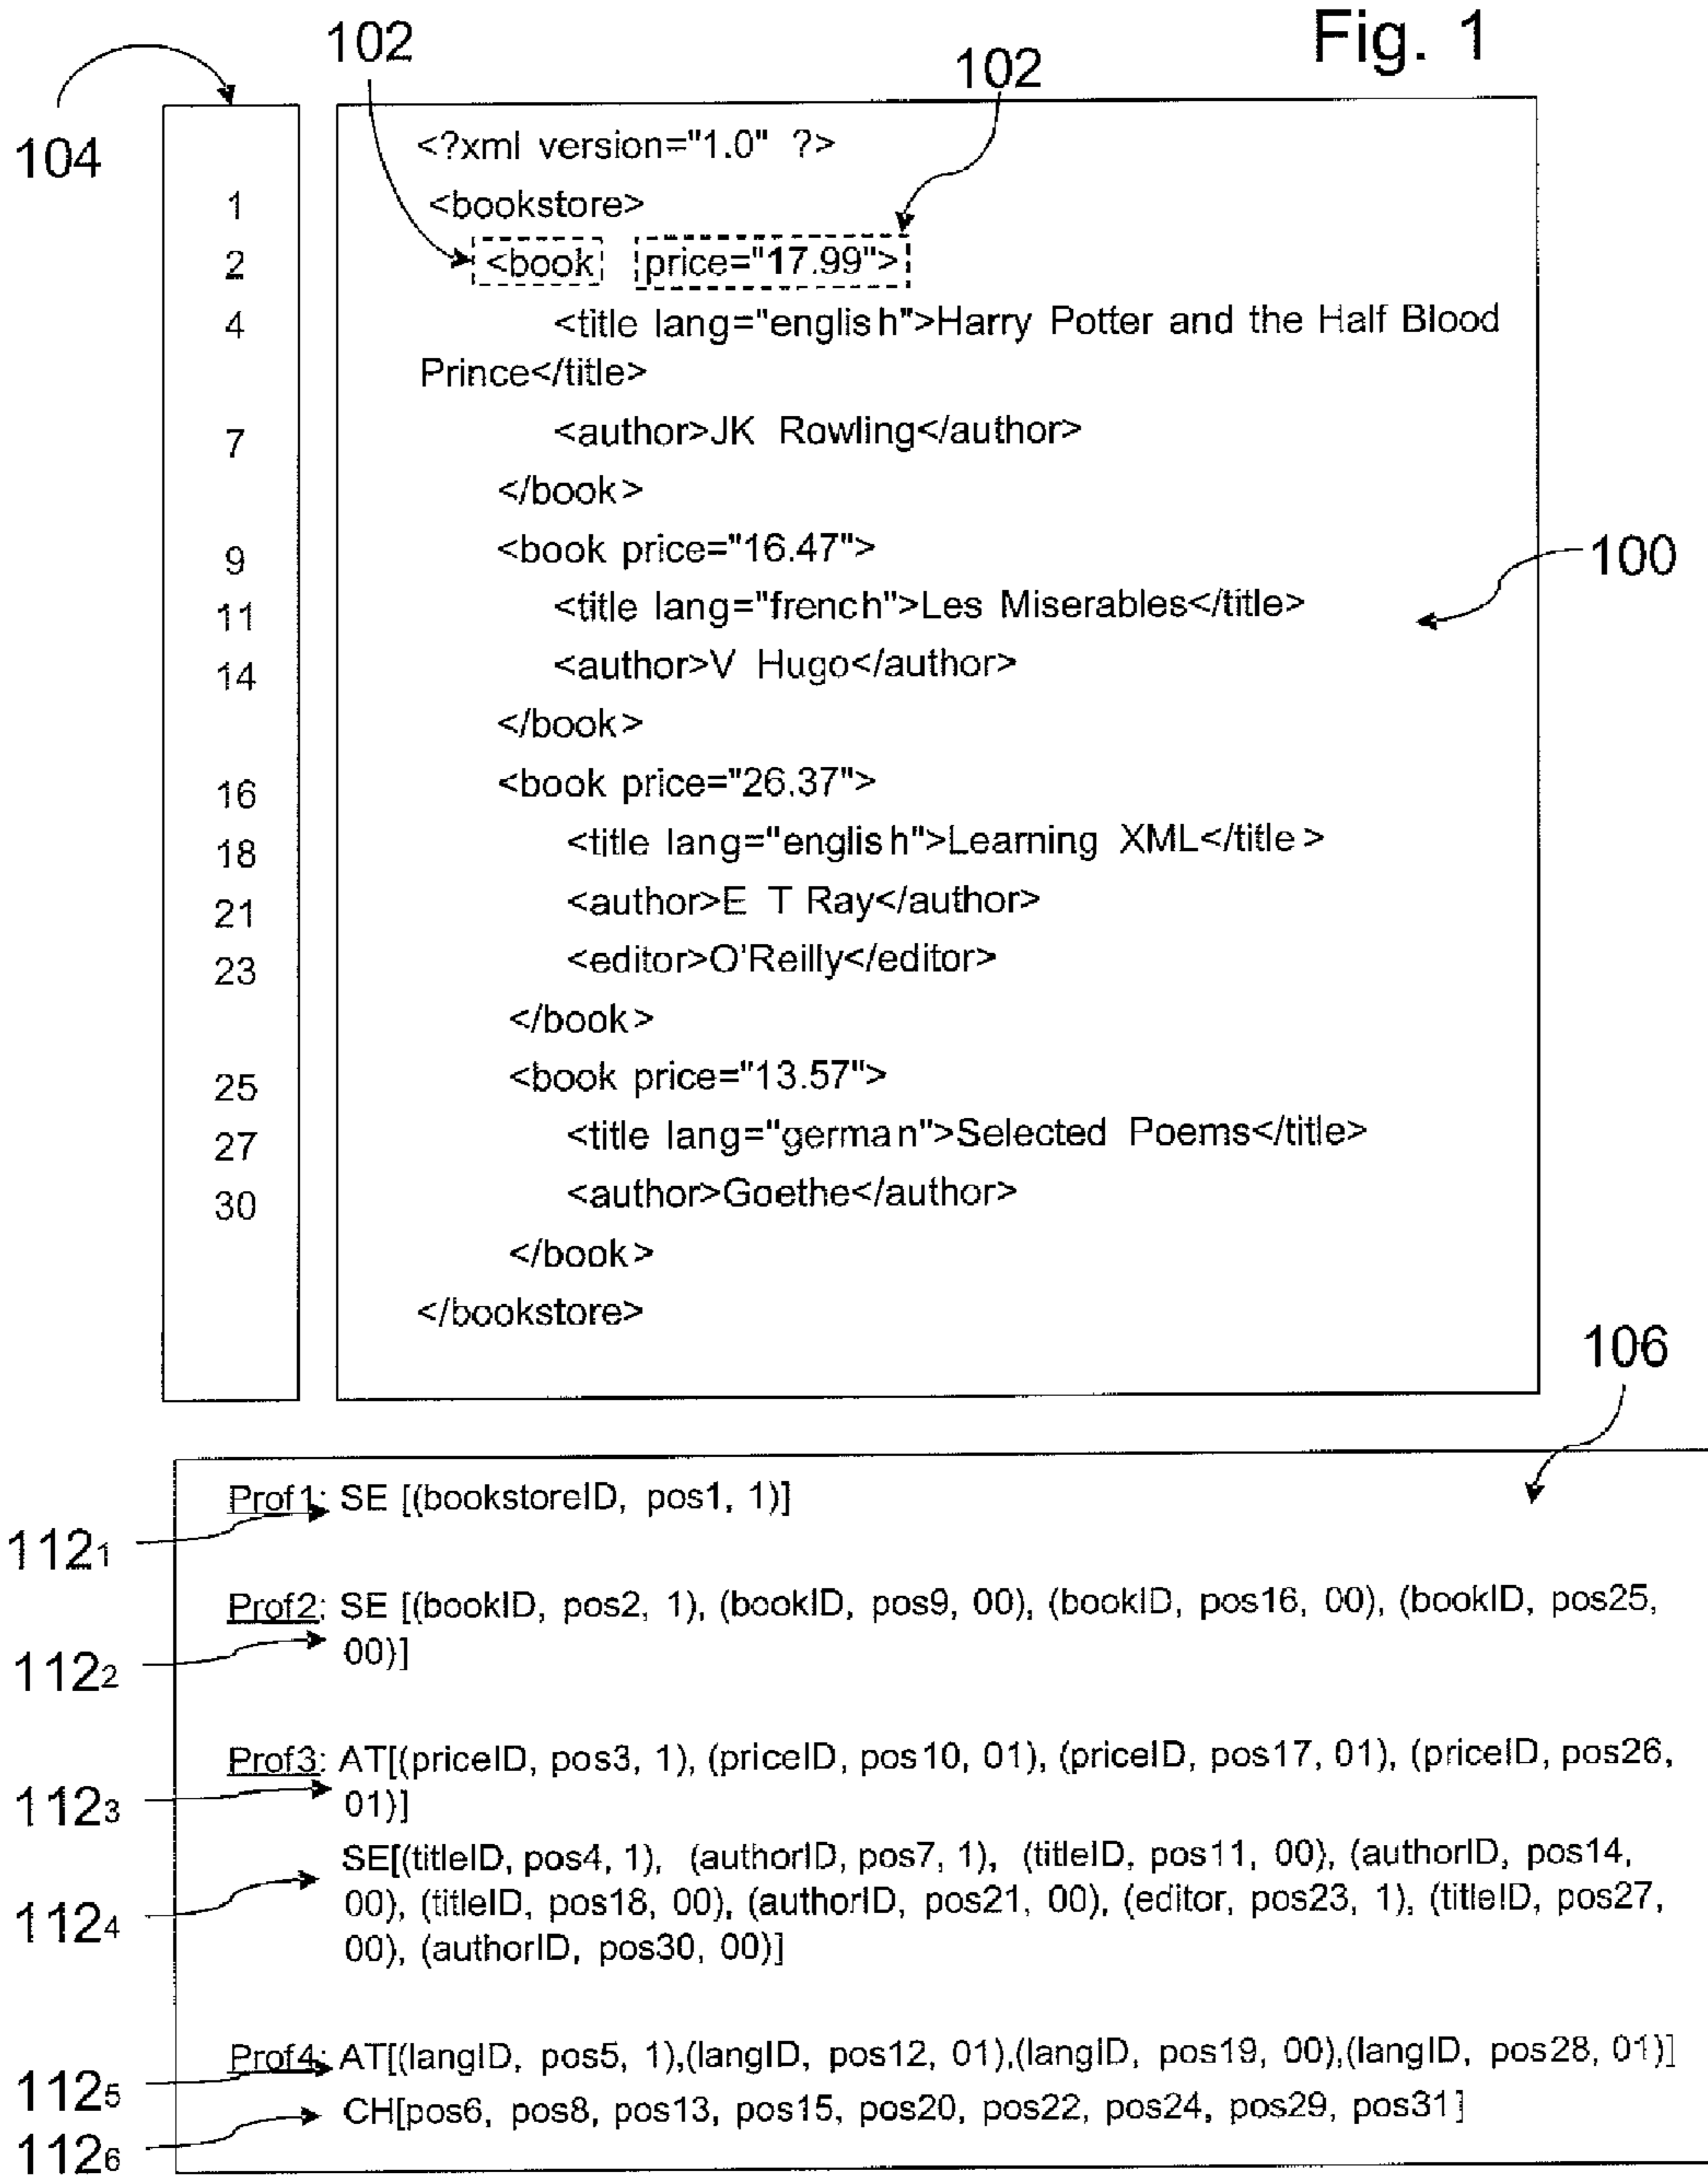 Fig. 1
102
102
104
<?xml version="1.0" ?>
1 <bookstore>
2 <book price="17.99">
4 <title lang="english">Harry Potter and the Half Blood
Prince</title>
7 <author>JK Rowling</author>
</book>
9 <book price="16.47">
100
11 <title lang="french">Les Miserables</title>
14 <author>V Hugo</author>
</book>
16 <book price="26.37">
18 <title lang="english">Learning XML</title>
21 <author>E T Ray</author>
23 <editor>O'Reilly</editor>
</book>
25 <book price="13.57">
27 <title lang="german">Selected Poems</title>
30 <author>Goethe</author>
</book>
</bookstore>
106
Prof1: SE [(bookstoreID, pos1, 1)]
112₁
Prof2: SE [(bookID, pos2, 1), (bookID, pos9, 00), (bookID, pos16, 00), (bookID, pos25,
00)]
112₂
Prof3: AT[(priceID, pos3, 1), (priceID, pos10, 01), (priceID, pos17, 01), (priceID, pos26,
01)]
112₃
SE[(titleID, pos4, 1), (authorID, pos7, 1), (titleID, pos11, 00), (authorID, pos14,
00), (titleID, pos18, 00), (authorID, pos21, 00), (editor, pos23, 1), (titleID, pos27,
112₄
00), (authorID, pos30, 00)]
Prof4: AT[(langID, pos5, 1),(langID, pos12, 01),(langID, pos19, 00),(langID, pos28, 01)]
112₅
CH[pos6, pos8, pos13, pos15, pos20, pos22, pos24, pos29, pos31]
112₆